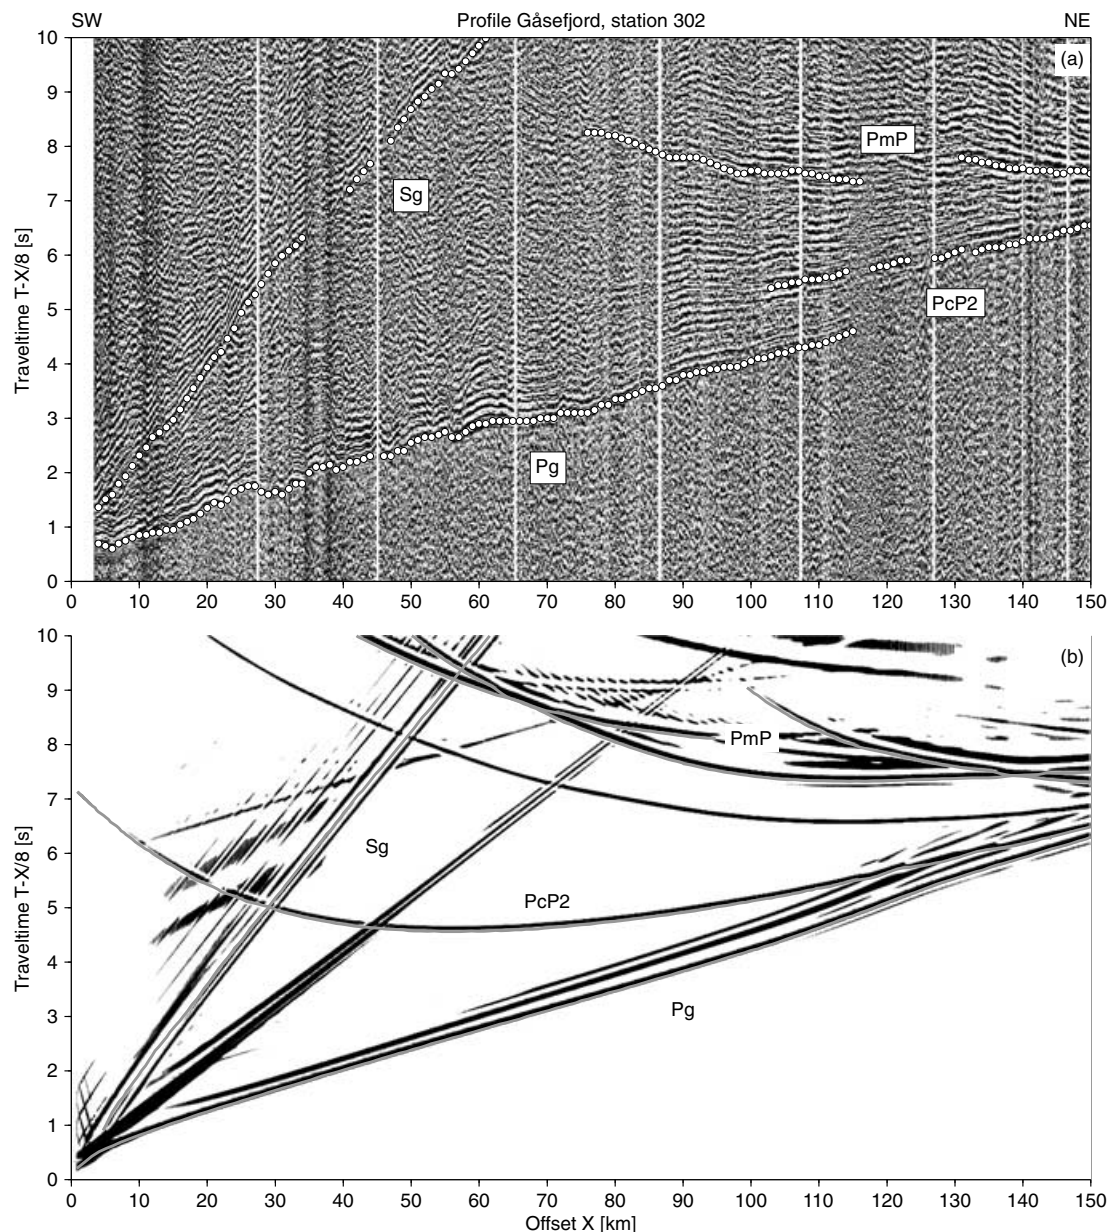 SW Profile Gåsefjord, station 302 NE
10
(a)
9
8
PmP
7
Sg
6
5
PcP2
4
3
Pg
2
1
0
Traveltime T-X/8 [s]
0 10 20 30 40 50 60 70 80 90 100 110 120 130 140 150
10
(b)
9
8
PmP
7
6
Sg
5
PcP2
4
3
Pg
2
1
0
Traveltime T-X/8 [s]
0 10 20 30 40 50 60 70 80 90 100 110 120 130 140 150
Offset X [km]